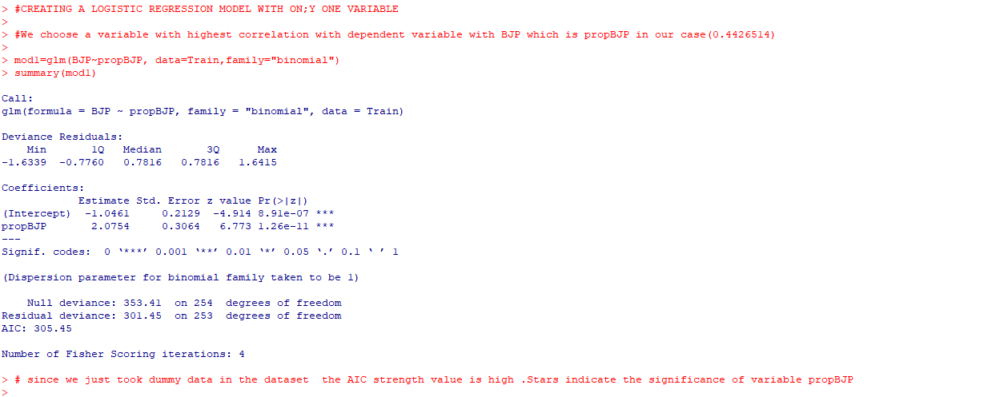 > #CREATING A LOGISTIC REGRESSION MODEL WITH ON;Y ONE VARIABLE
>
> #We choose a variable with highest correlation with dependent variable with BJP which is propBJP in our case(0.4426514)
>
> mod1=glm(BJP~propBJP, data=Train,family="binomial")
> summary(mod1)

Call:
glm(formula = BJP ~ propBJP, family = "binomial", data = Train)

Deviance Residuals:
    Min       1Q   Median       3Q      Max
-1.6339  -0.7760   0.7816   0.7816   1.6415

Coefficients:
            Estimate Std. Error z value Pr(>|z|)
(Intercept)  -1.0461     0.2129  -4.914 8.91e-07 ***
propBJP       2.0754     0.3064   6.773 1.26e-11 ***
---
Signif. codes:  0 ‘***’ 0.001 ‘**’ 0.01 ‘*’ 0.05 ‘.’ 0.1 ‘ ’ 1

(Dispersion parameter for binomial family taken to be 1)

    Null deviance: 353.41  on 254  degrees of freedom
Residual deviance: 301.45  on 253  degrees of freedom
AIC: 305.45

Number of Fisher Scoring iterations: 4

> # since we just took dummy data in the dataset  the AIC strength value is high .Stars indicate the significance of variable propBJP
>